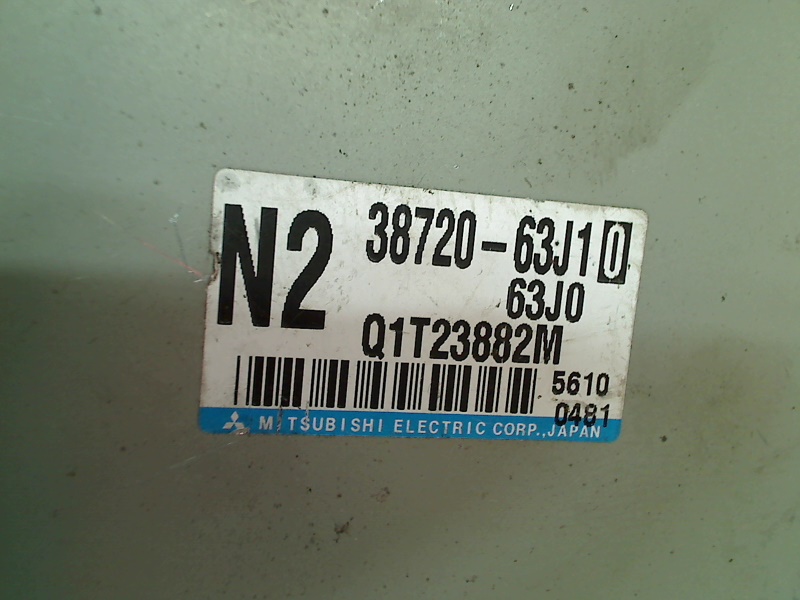 N2
38720-63J10
63J0
Q1T23882M
5610
0481
MITSUBISHI ELECTRIC CORP.,JAPAN